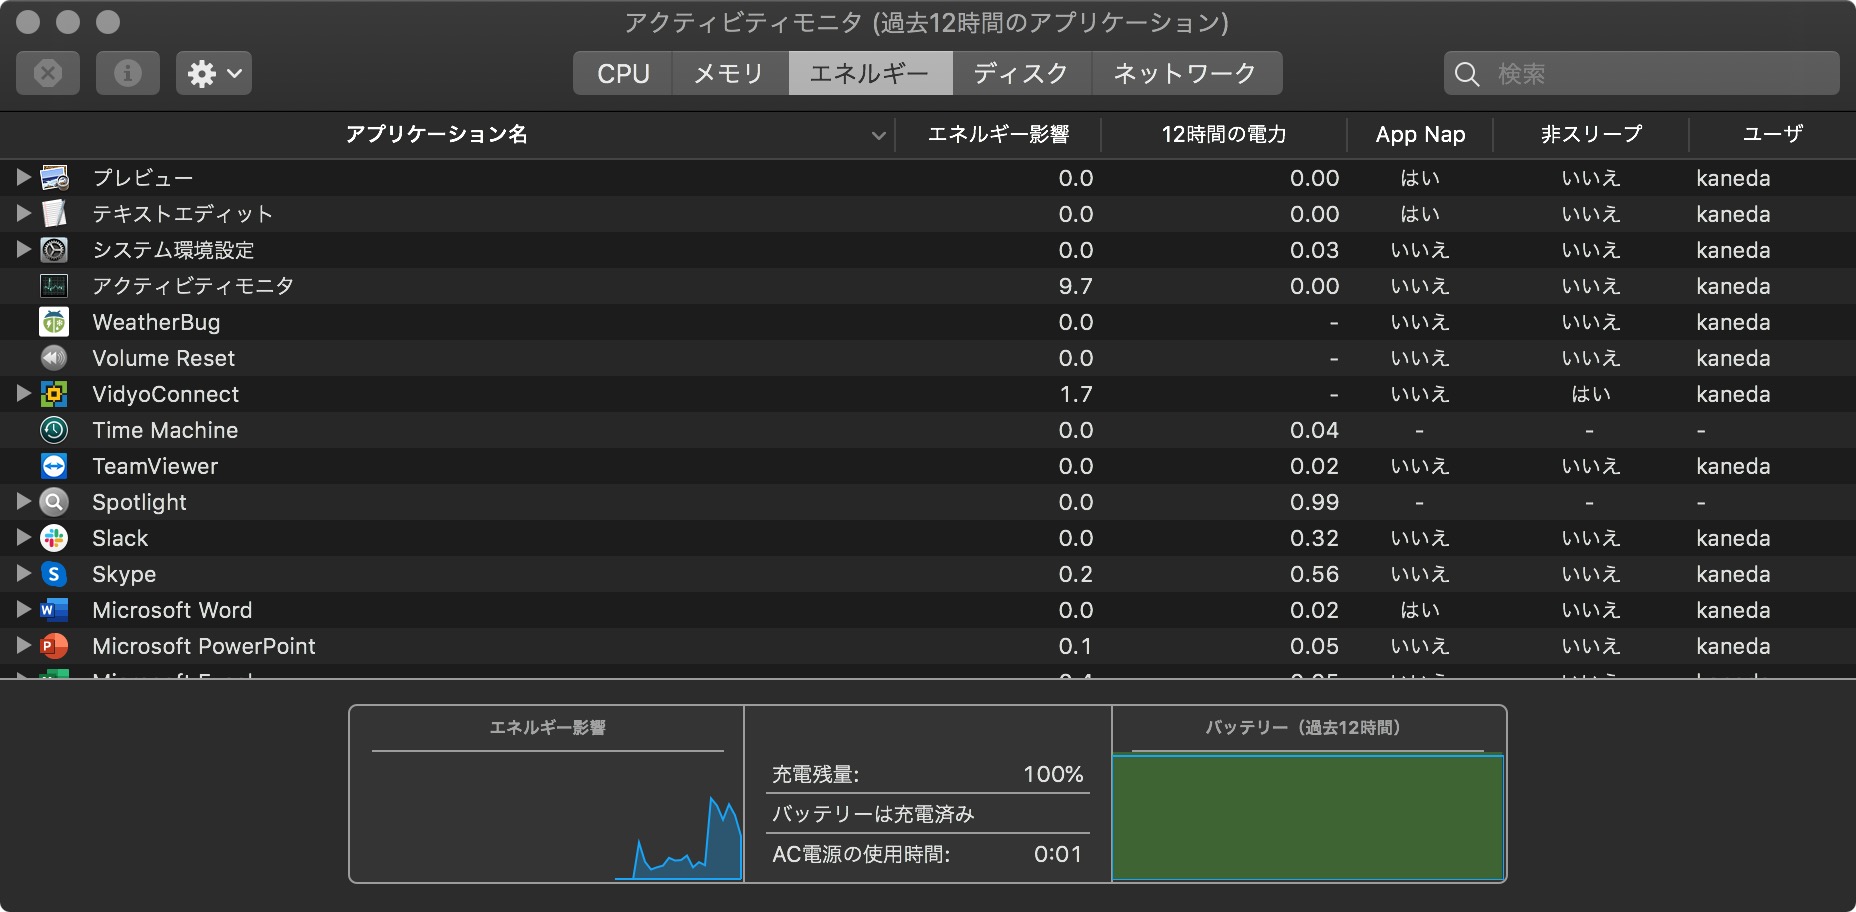 アクティビティモニタ (過去12時間のアプリケーション)
CPU メモリ エネルギー ディスク ネットワーク 検索
アプリケーション名 エネルギー影響 12時間の電力 App Nap 非スリープ ユーザ
プレビュー 0.0 0.00 はい いいえ kaneda
テキストエディット 0.0 0.00 はい いいえ kaneda
システム環境設定 0.0 0.03 いいえ いいえ kaneda
アクティビティモニタ 9.7 0.00 いいえ いいえ kaneda
WeatherBug 0.0 - いいえ いいえ kaneda
Volume Reset 0.0 - いいえ いいえ kaneda
VidyoConnect 1.7 - いいえ はい kaneda
Time Machine 0.0 0.04 - - -
TeamViewer 0.0 0.02 いいえ いいえ kaneda
Spotlight 0.0 0.99 - - -
Slack 0.0 0.32 いいえ いいえ kaneda
Skype 0.2 0.56 いいえ いいえ kaneda
Microsoft Word 0.0 0.02 はい いいえ kaneda
Microsoft PowerPoint 0.1 0.05 いいえ いいえ kaneda
エネルギー影響
充電残量: 100%
バッテリーは充電済み
AC電源の使用時間: 0:01
バッテリー（過去12時間）